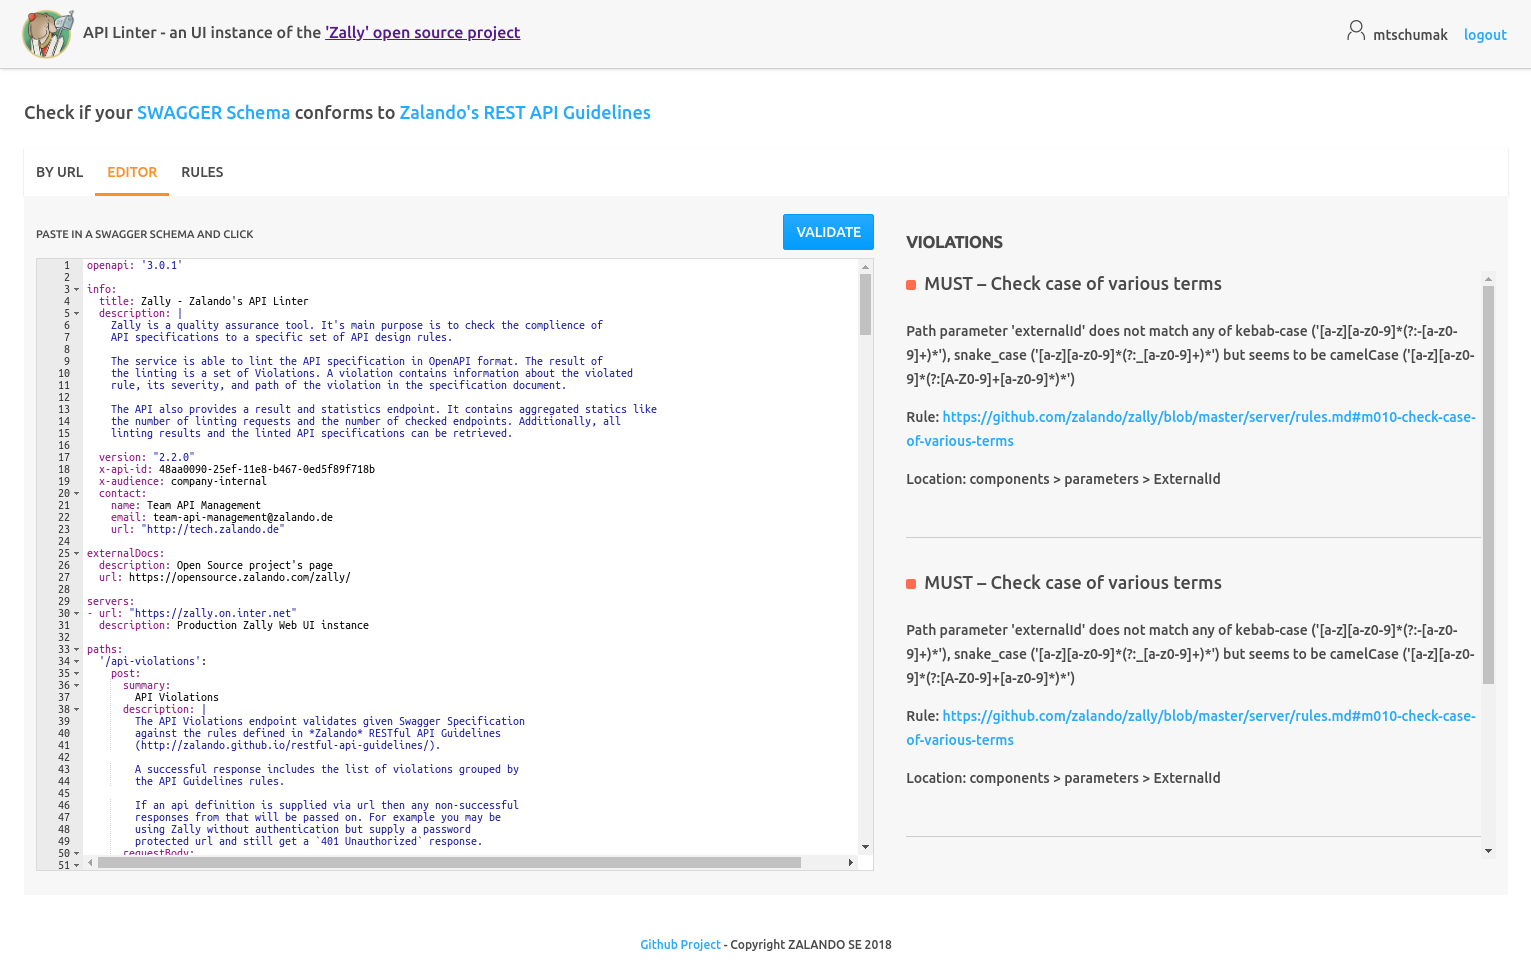 API Linter - an UI instance of the 'Zally' open source project
mtschumak logout
Check if your SWAGGER Schema conforms to Zalando's REST API Guidelines
BY URL EDITOR RULES
PASTE IN A SWAGGER SCHEMA AND CLICK
VALIDATE
1 openapi: '3.0.1'
2
3 info:
4 title: Zally - Zalando's API Linter
5 description: |
6 Zally is a quality assurance tool. It's main purpose is to check the complience of
7 API specifications to a specific set of API design rules.
8
9 The service is able to lint the API specification in OpenAPI format. The result of
10 the linting is a set of Violations. A violation contains information about the violated
11 rule, its severity, and path of the violation in the specification document.
12
13 The API also provides a result and statistics endpoint. It contains aggregated statics like
14 the number of linting requests and the number of checked endpoints. Additionally, all
15 linting results and the linted API specifications can be retrieved.
16
17 version: "2.2.0"
18 x-api-id: 48aa0090-25ef-11e8-b467-0ed5f89f718b
19 x-audience: company-internal
20 contact:
21 name: Team API Management
22 email: team-api-management@zalando.de
23 url: "http://tech.zalando.de"
24
25 externalDocs:
26 description: Open Source project's page
27 url: https://opensource.zalando.com/zally/
28
29 servers:
30 - url: "https://zally.on.inter.net"
31 description: Production Zally Web UI instance
32
33 paths:
34 '/api-violations':
35 post:
36 summary:
37 API Violations
38 description: |
39 The API Violations endpoint validates given Swagger Specification
40 against the rules defined in *Zalando* RESTful API Guidelines
41 (http://zalando.github.io/restful-api-guidelines/).
42
43 A successful response includes the list of violations grouped by
44 the API Guidelines rules.
45
46 If an api definition is supplied via url then any non-successful
47 responses from that will be passed on. For example you may be
48 using Zally without authentication but supply a password
49 protected url and still get a `401 Unauthorized` response.
50 requestBody:
51
VIOLATIONS
MUST – Check case of various terms
Path parameter 'externalId' does not match any of kebab-case ('[a-z][a-z0-9]*(?:-[a-z0-
9]+)*'), snake_case ('[a-z][a-z0-9]*(?:_[a-z0-9]+)*') but seems to be camelCase ('[a-z][a-z0-
9]*(?:[A-Z0-9]+[a-z0-9]*)*')
Rule: https://github.com/zalando/zally/blob/master/server/rules.md#m010-check-case-
of-various-terms
Location: components > parameters > ExternalId
MUST – Check case of various terms
Path parameter 'externalId' does not match any of kebab-case ('[a-z][a-z0-9]*(?:-[a-z0-
9]+)*'), snake_case ('[a-z][a-z0-9]*(?:_[a-z0-9]+)*') but seems to be camelCase ('[a-z][a-z0-
9]*(?:[A-Z0-9]+[a-z0-9]*)*')
Rule: https://github.com/zalando/zally/blob/master/server/rules.md#m010-check-case-
of-various-terms
Location: components > parameters > ExternalId
Github Project - Copyright ZALANDO SE 2018